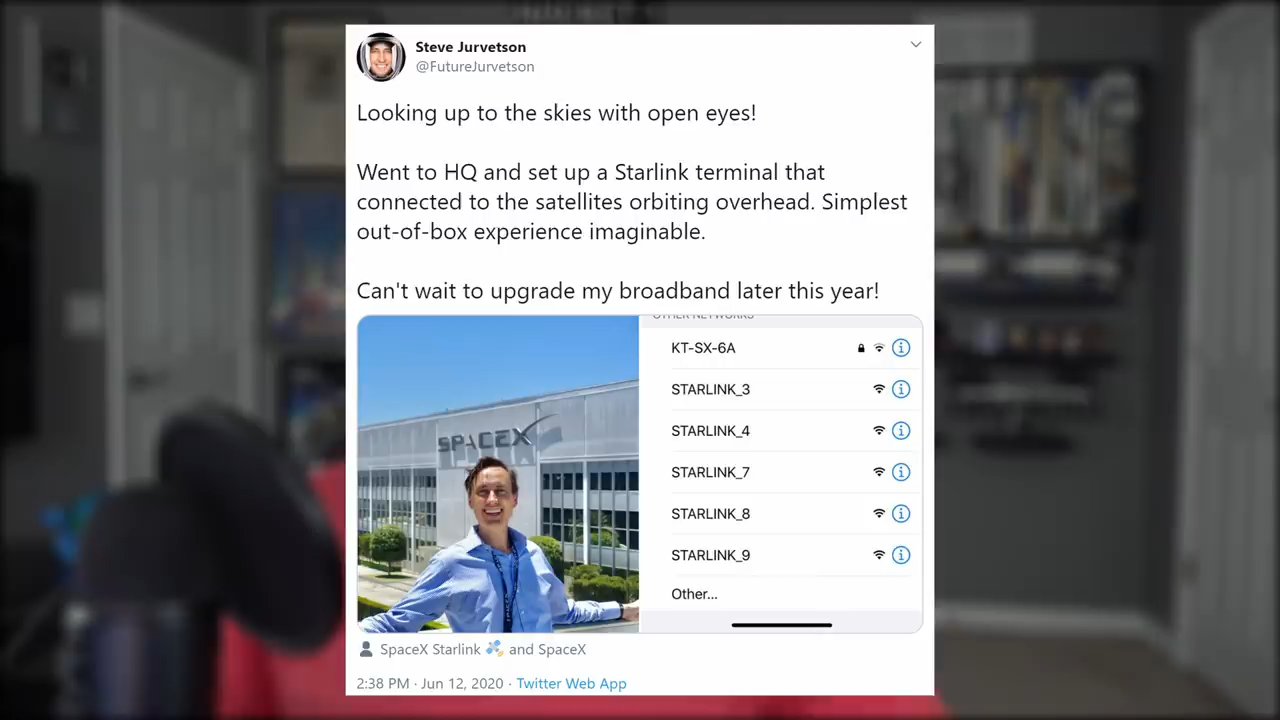 Steve Jurvetson
@FutureJurvetson
Looking up to the skies with open eyes!
Went to HQ and set up a Starlink terminal that
connected to the satellites orbiting overhead. Simplest
out-of-box experience imaginable.
Can't wait to upgrade my broadband later this year!
SPACEX
OTHER NETWORKS
KT-SX-6A
STARLINK_3
STARLINK_4
STARLINK_7
STARLINK_8
STARLINK_9
Other...
SpaceX Starlink 🛰️ and SpaceX
2:38 PM · Jun 12, 2020 · Twitter Web App